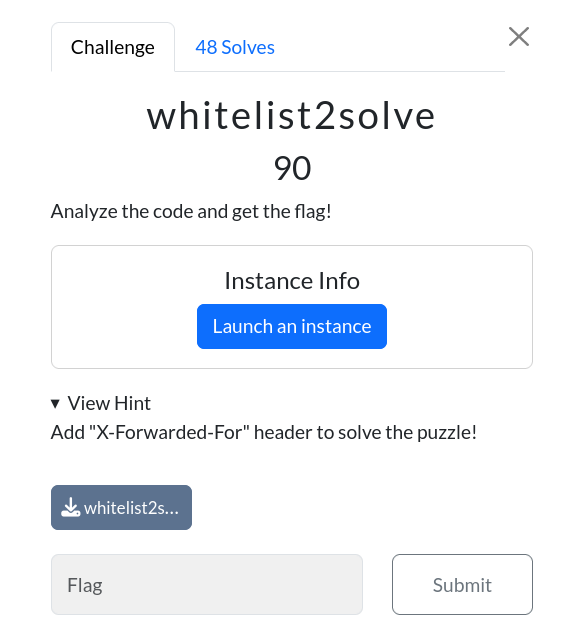 Challenge
48 Solves
whitelist2solve
90
Analyze the code and get the flag!
Instance Info
Launch an instance
▾ View Hint
Add "X-Forwarded-For" header to solve the puzzle!
whitelist2s...
Flag
Submit